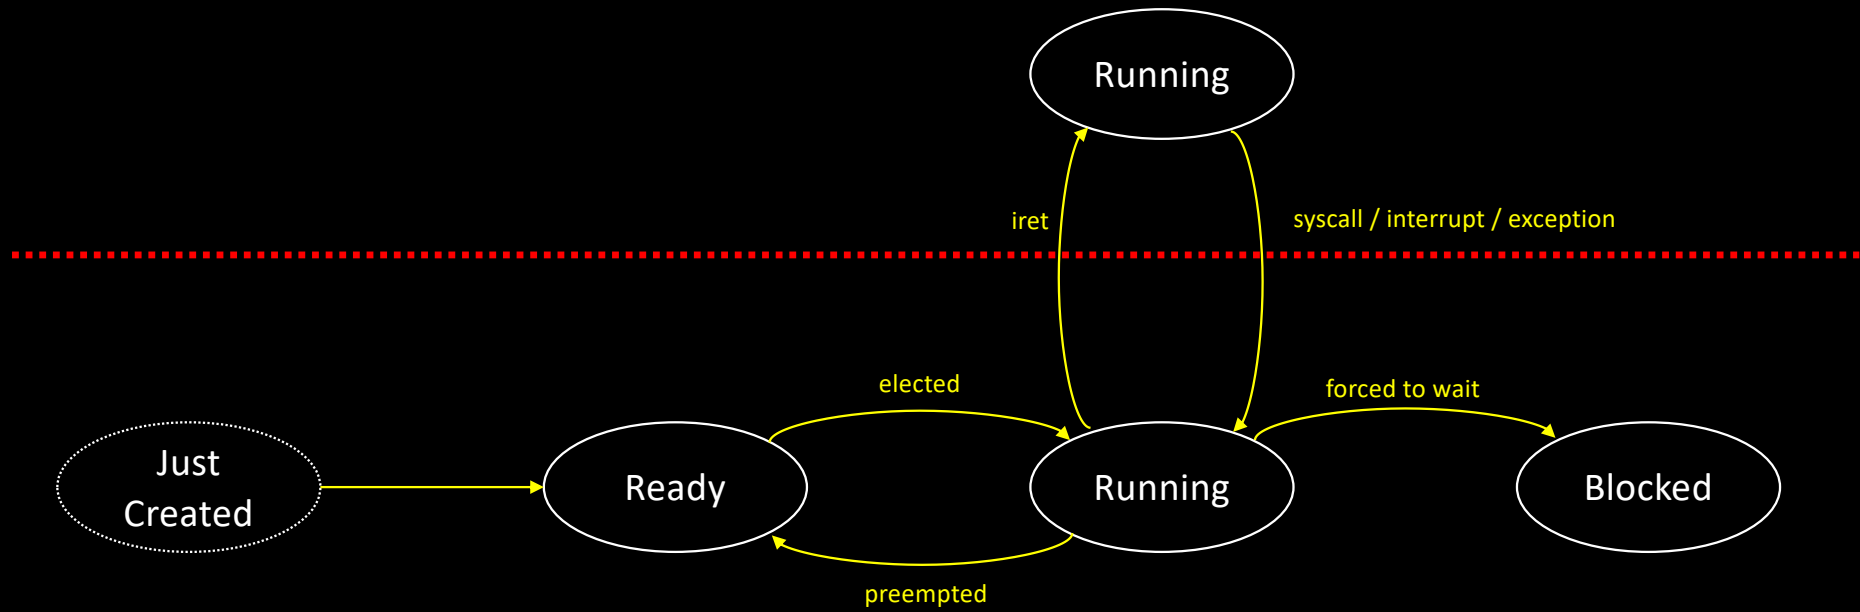 Running
iret
syscall / interrupt / exception
elected
forced to wait
Just
Created
Ready
Running
Blocked
preempted